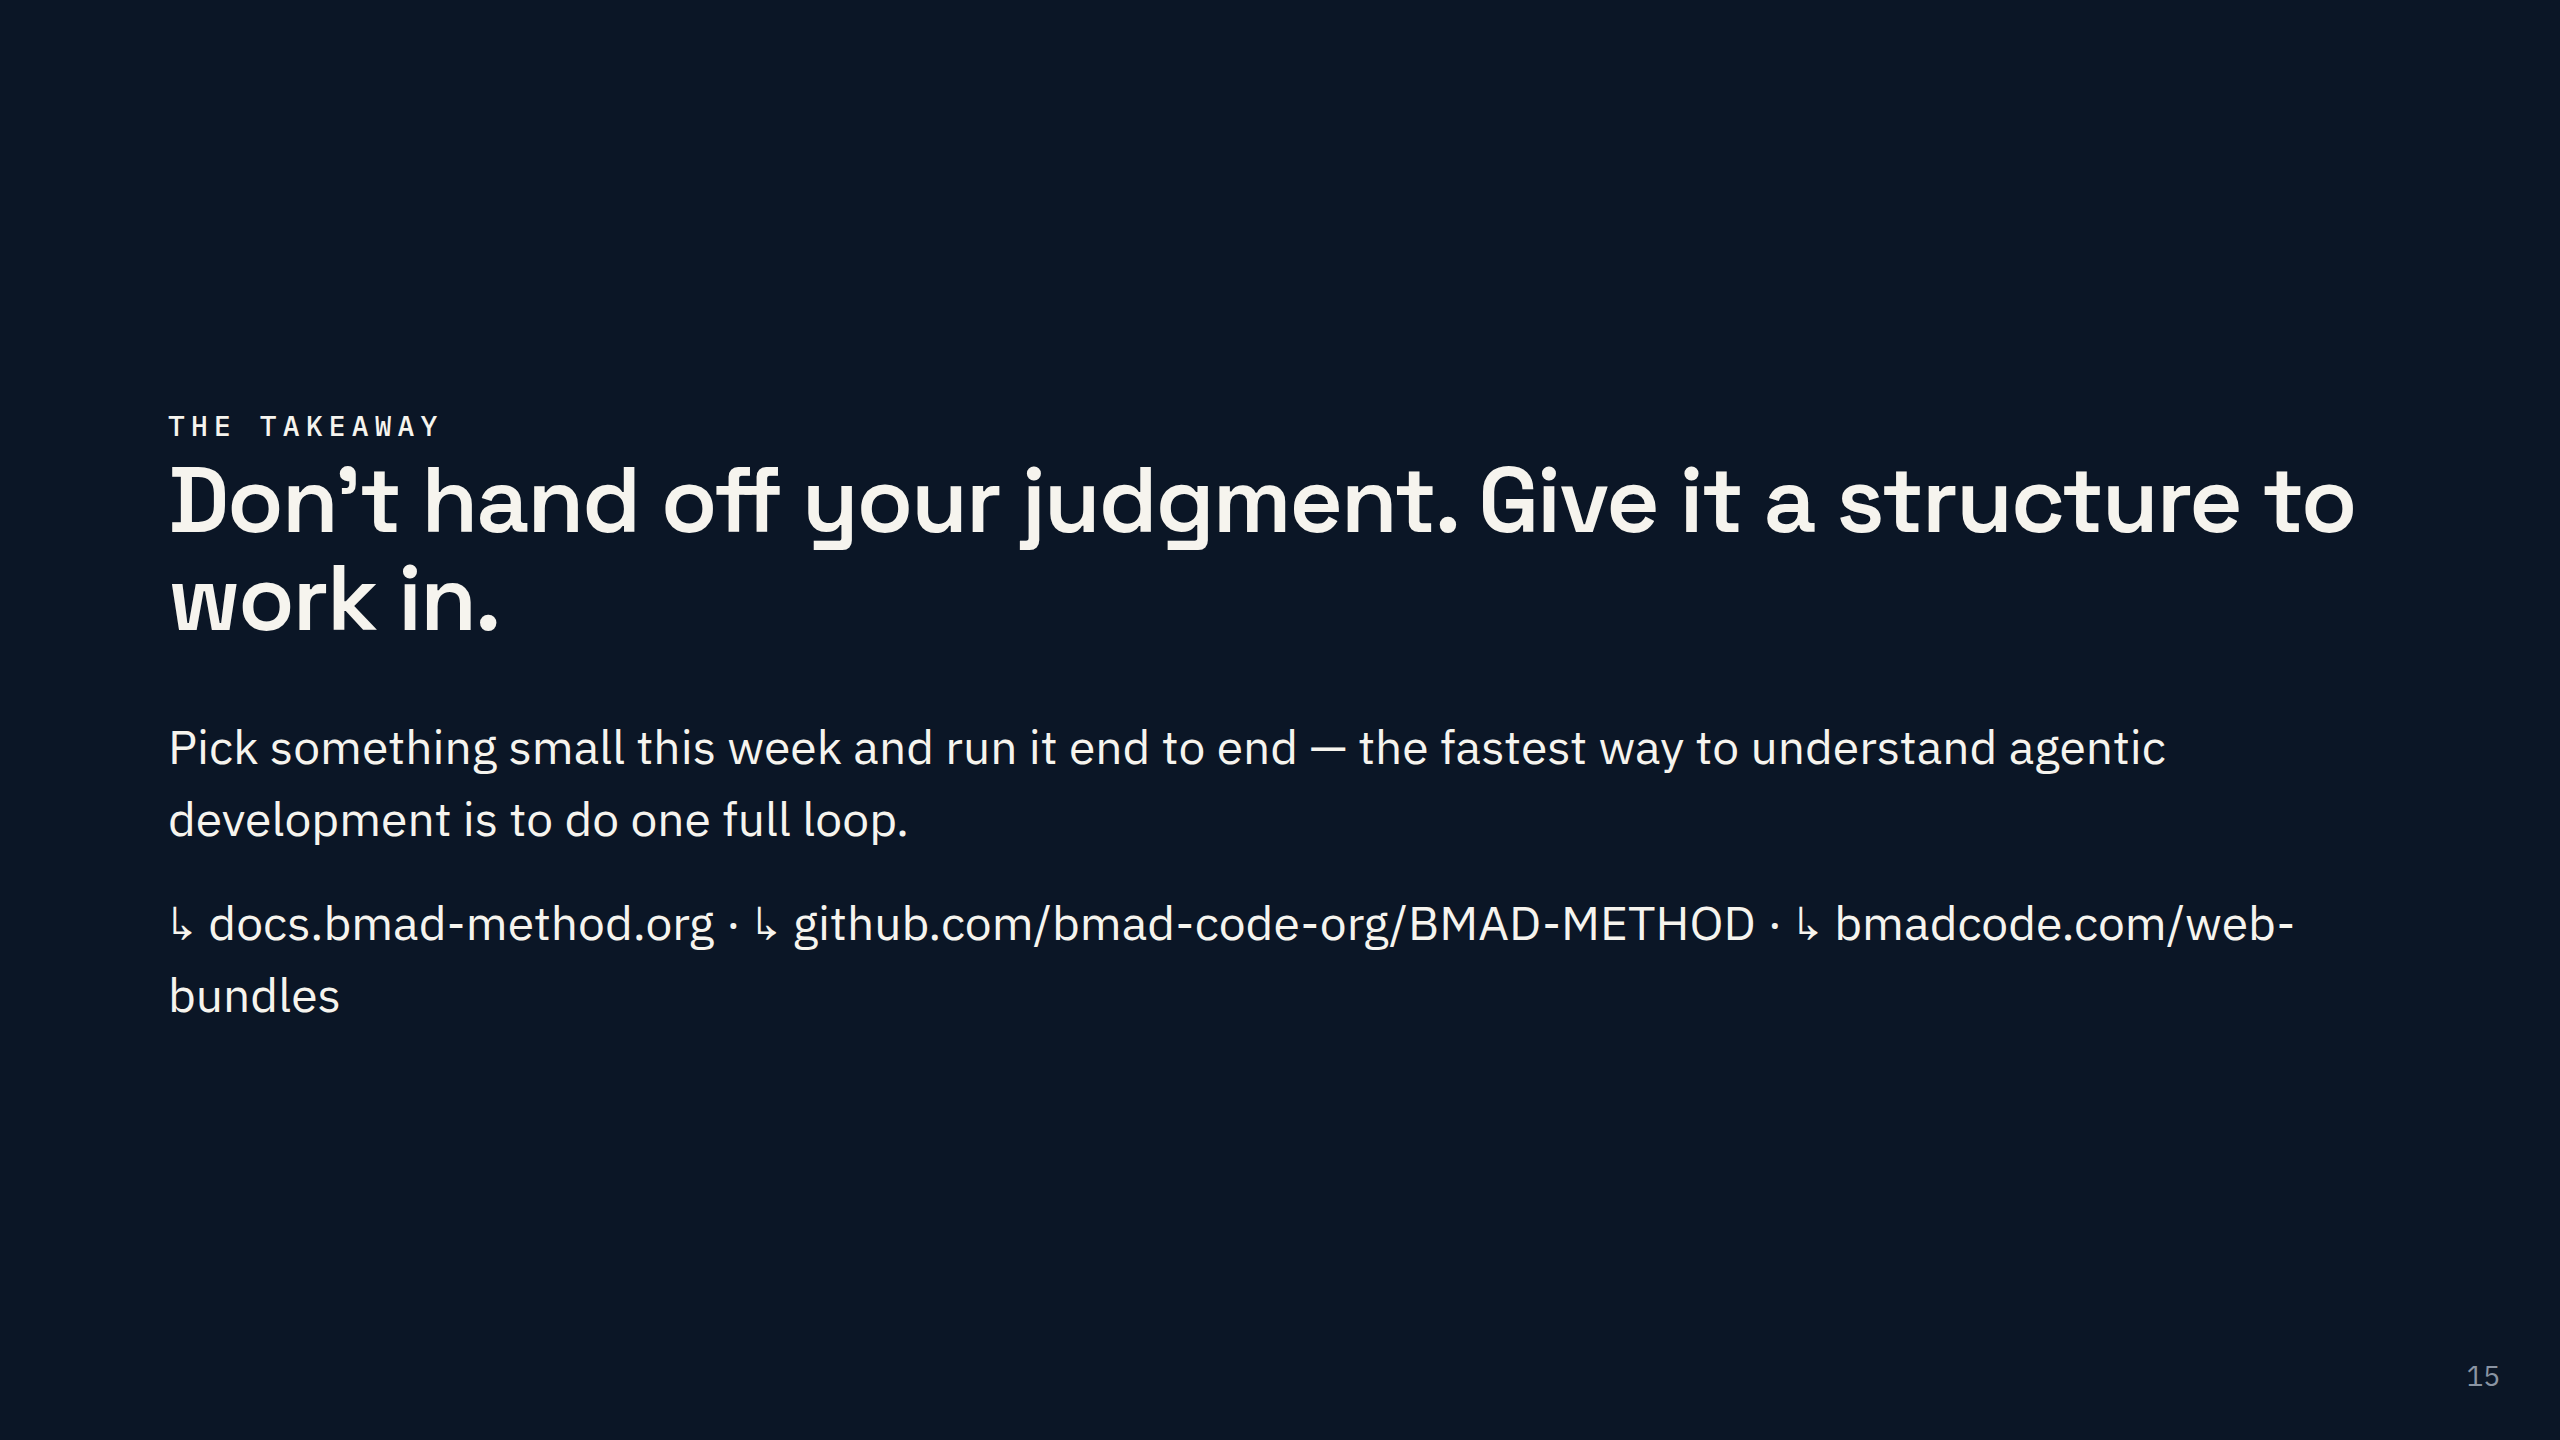 THE TAKEAWAY
Don’t hand off your judgment. Give it a structure to
work in.
Pick something small this week and run it end to end — the fastest way to understand agentic
development is to do one full loop.
↳ docs.bmad-method.org · ↳ github.com/bmad-code-org/BMAD-METHOD · ↳ bmadcode.com/web-
bundles
15